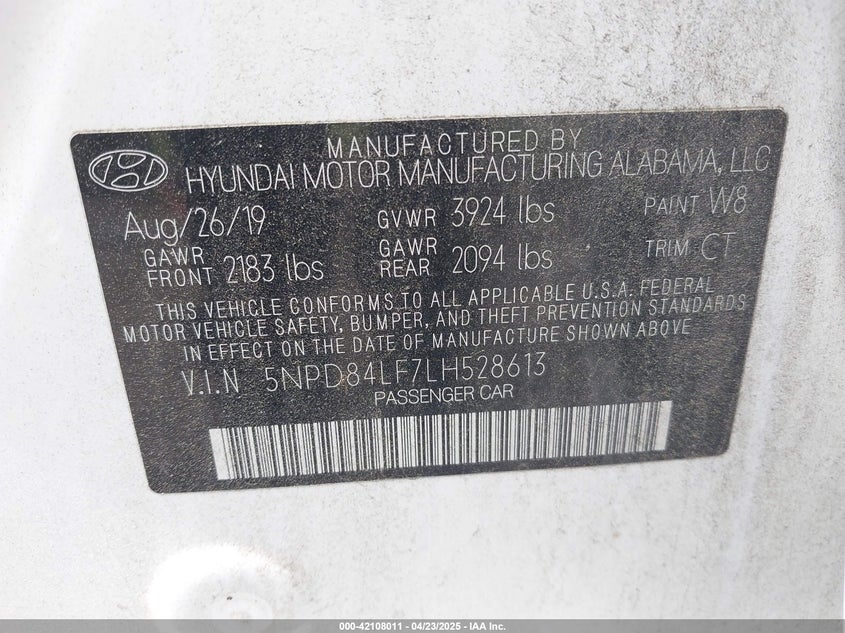 MANUFACTURED BY
HYUNDAI MOTOR MANUFACTURING ALABAMA, LLC
Aug/26/19 GVWR 3924 lbs PAINT W8
GAWR FRONT 2183 lbs GAWR REAR 2094 lbs TRIM CT
THIS VEHICLE CONFORMS TO ALL APPLICABLE U.S.A. FEDERAL
MOTOR VEHICLE SAFETY, BUMPER, AND THEFT PREVENTION STANDARDS
IN EFFECT ON THE DATE OF MANUFACTURE SHOWN ABOVE
V.I.N 5NPD84LF7LH528613
PASSENGER CAR
000-42108011 - 04/23/2025 - IAA Inc.